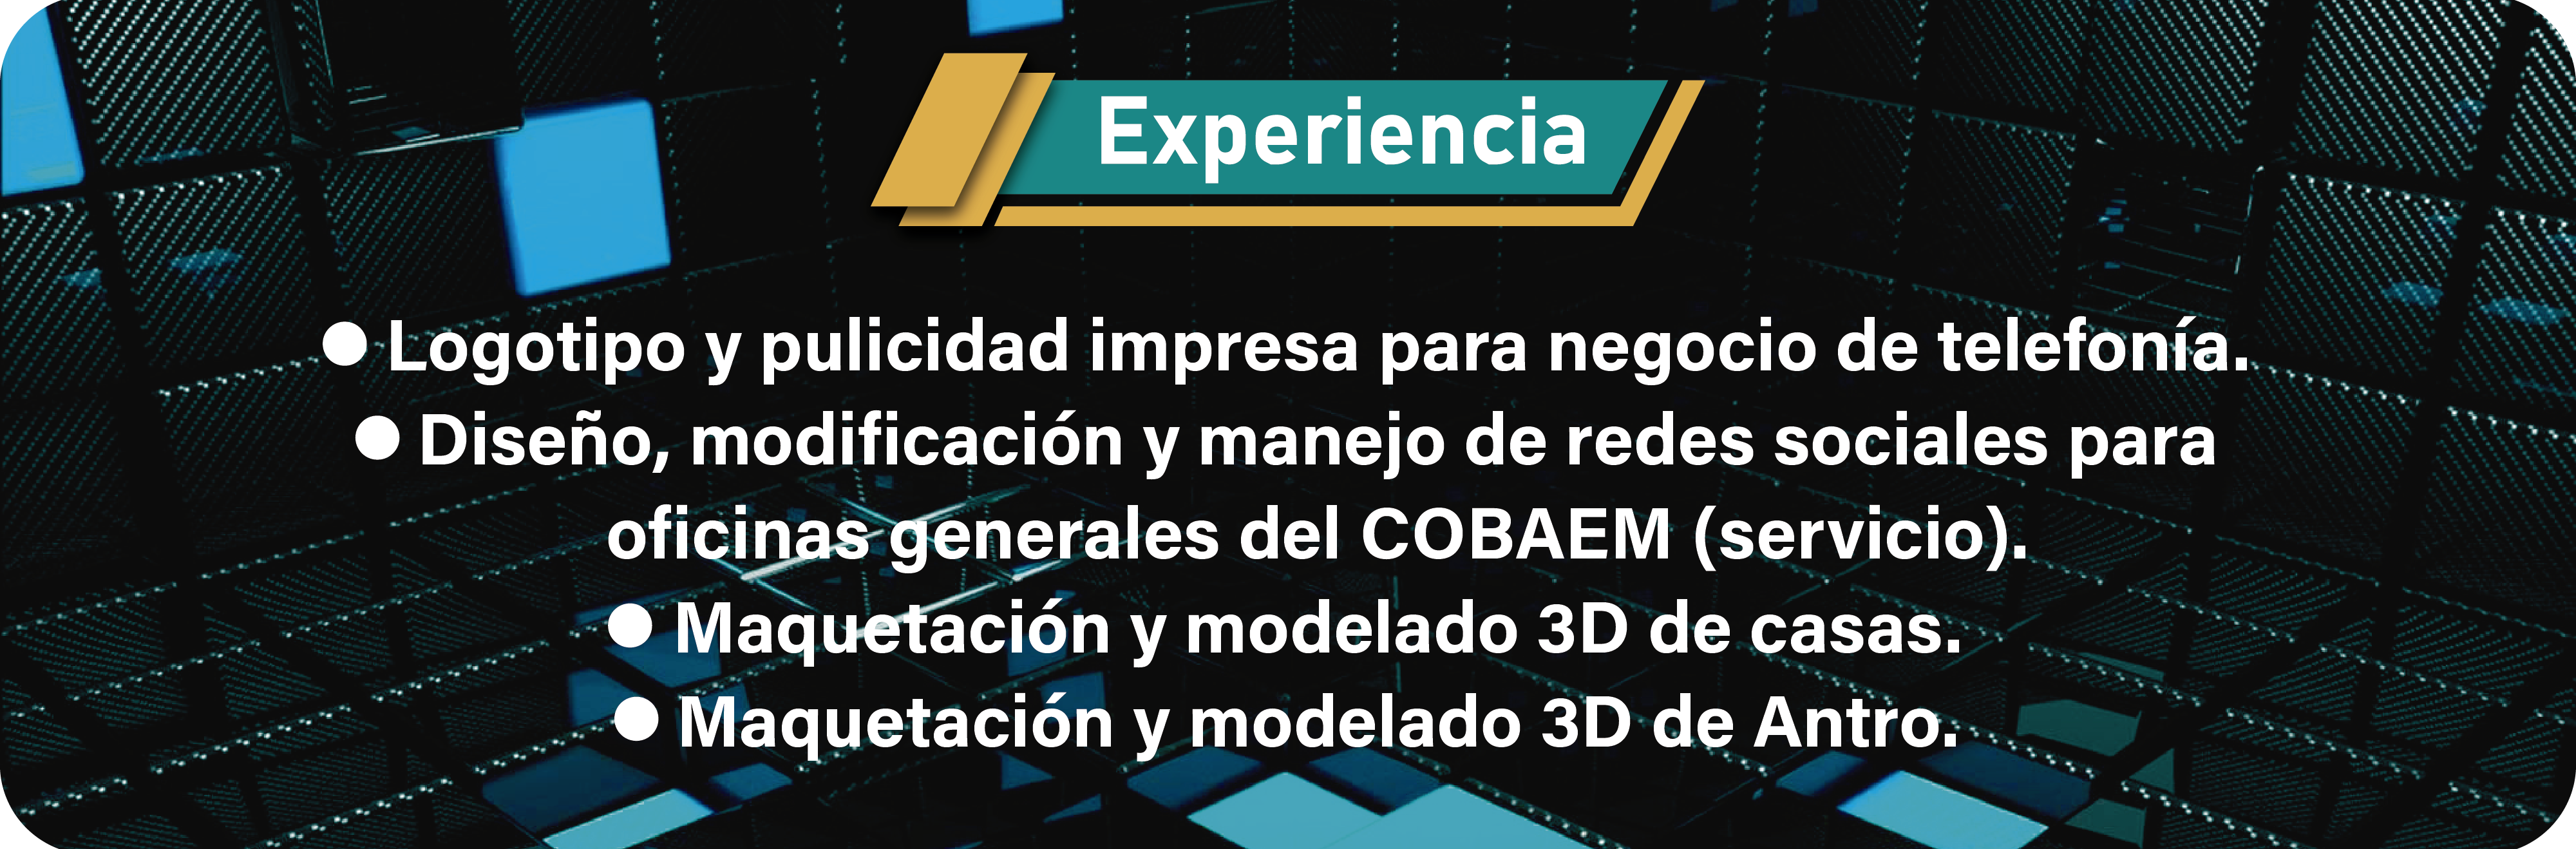 Experiencia
● Logotipo y pulicidad impresa para negocio de telefonía.
● Diseño, modificación y manejo de redes sociales para
oficinas generales del COBAEM (servicio).
● Maquetación y modelado 3D de casas.
● Maquetación y modelado 3D de Antro.